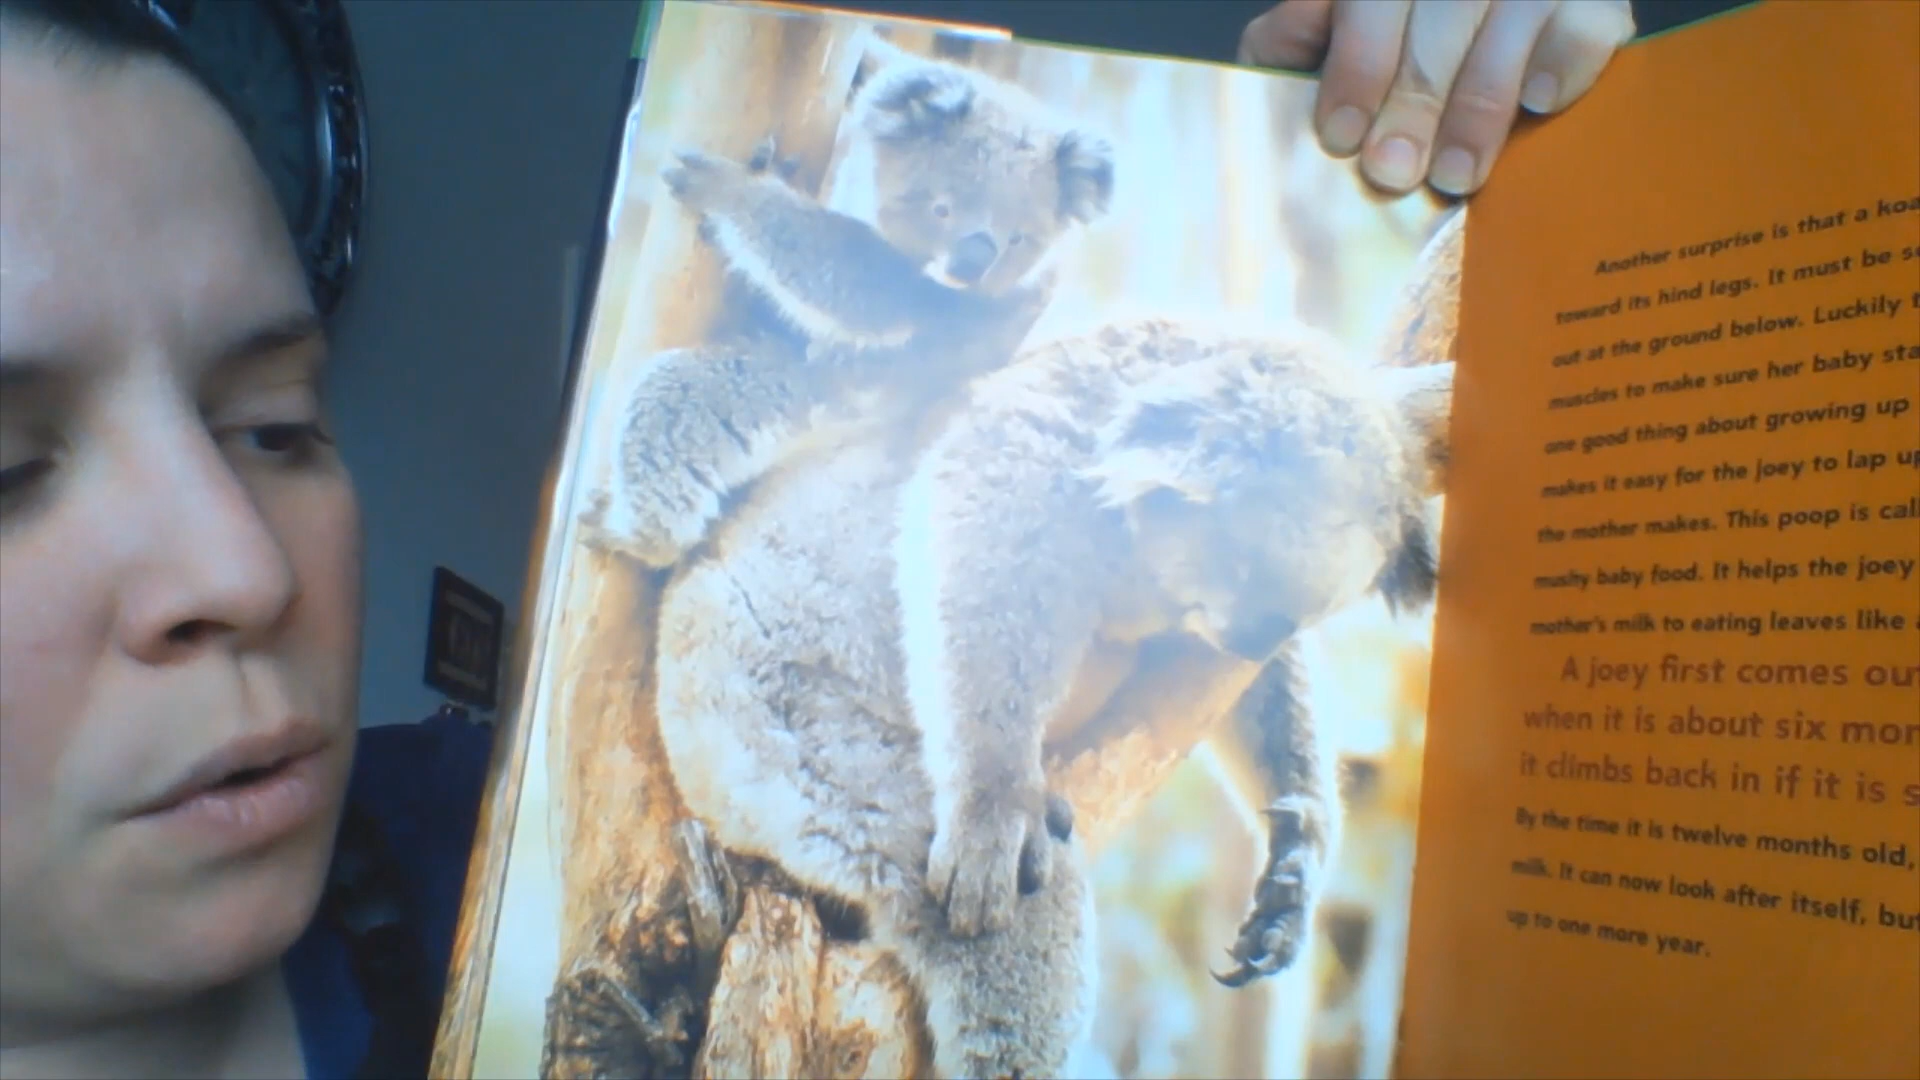 Another surprise is that a koa
toward its hind legs. It must be s
out at the ground below. Luckily t
muscles to make sure her baby sta
one good thing about growing up
makes it easy for the joey to lap up
the mother makes. This poop is call
mushy baby food. It helps the joey
mother's milk to eating leaves like a
A joey first comes out
when it is about six mon
it climbs back in if it is s
By the time it is twelve months old,
milk. It can now look after itself, but
up to one more year.